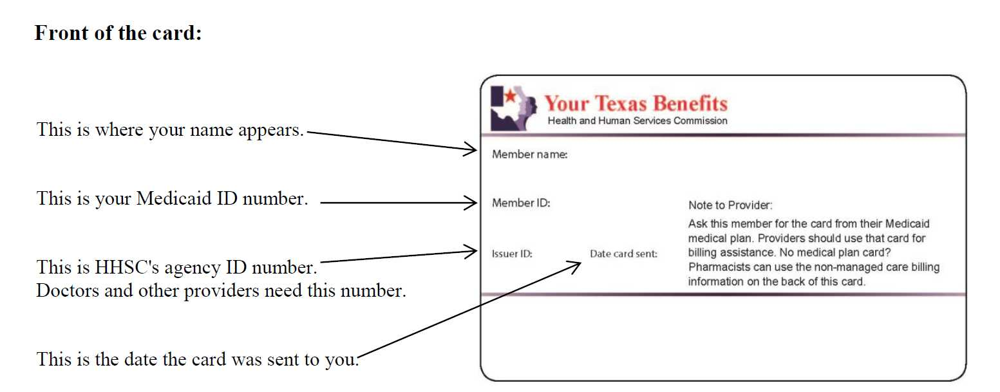 Front of the card:
Your Texas Benefits
Health and Human Services Commission
This is where your name appears.
Member name:
This is your Medicaid ID number.
Member ID:
Note to Provider:
Ask this member for the card from their Medicaid
medical plan. Providers should use that card for
billing assistance. No medical plan card?
Pharmacists can use the non-managed care billing
information on the back of this card.
Issuer ID:
Date card sent:
This is HHSC's agency ID number.
Doctors and other providers need this number.
This is the date the card was sent to you.